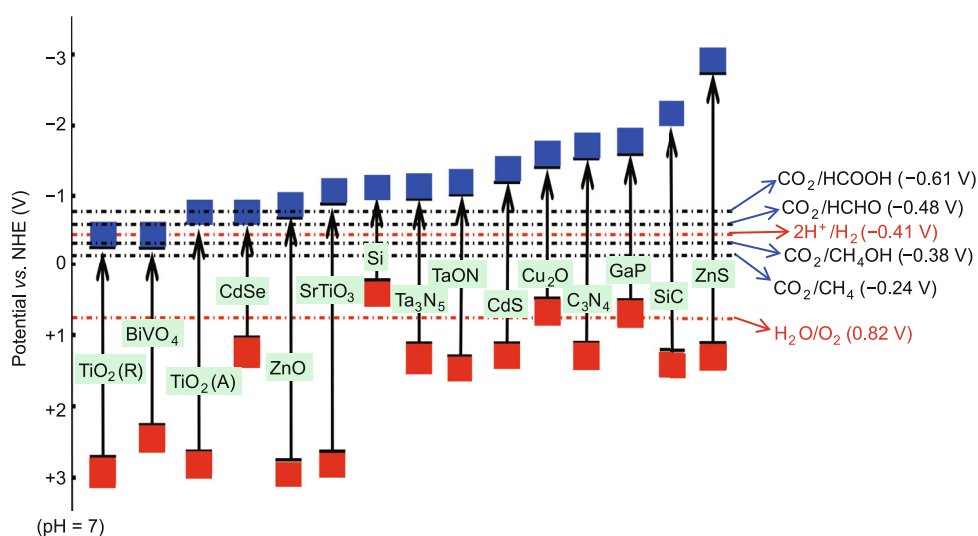 Potential vs. NHE (V)
−3
−2
−1
0
+1
+2
+3
(pH = 7)
TiO2(R)
BiVO4
TiO2(A)
CdSe
ZnO
SrTiO3
Si
Ta3N5
TaON
CdS
Cu2O
C3N4
GaP
SiC
ZnS
CO2/HCOOH (−0.61 V)
CO2/HCHO (−0.48 V)
2H+/H2 (−0.41 V)
CO2/CH4OH (−0.38 V)
CO2/CH4 (−0.24 V)
H2O/O2 (0.82 V)